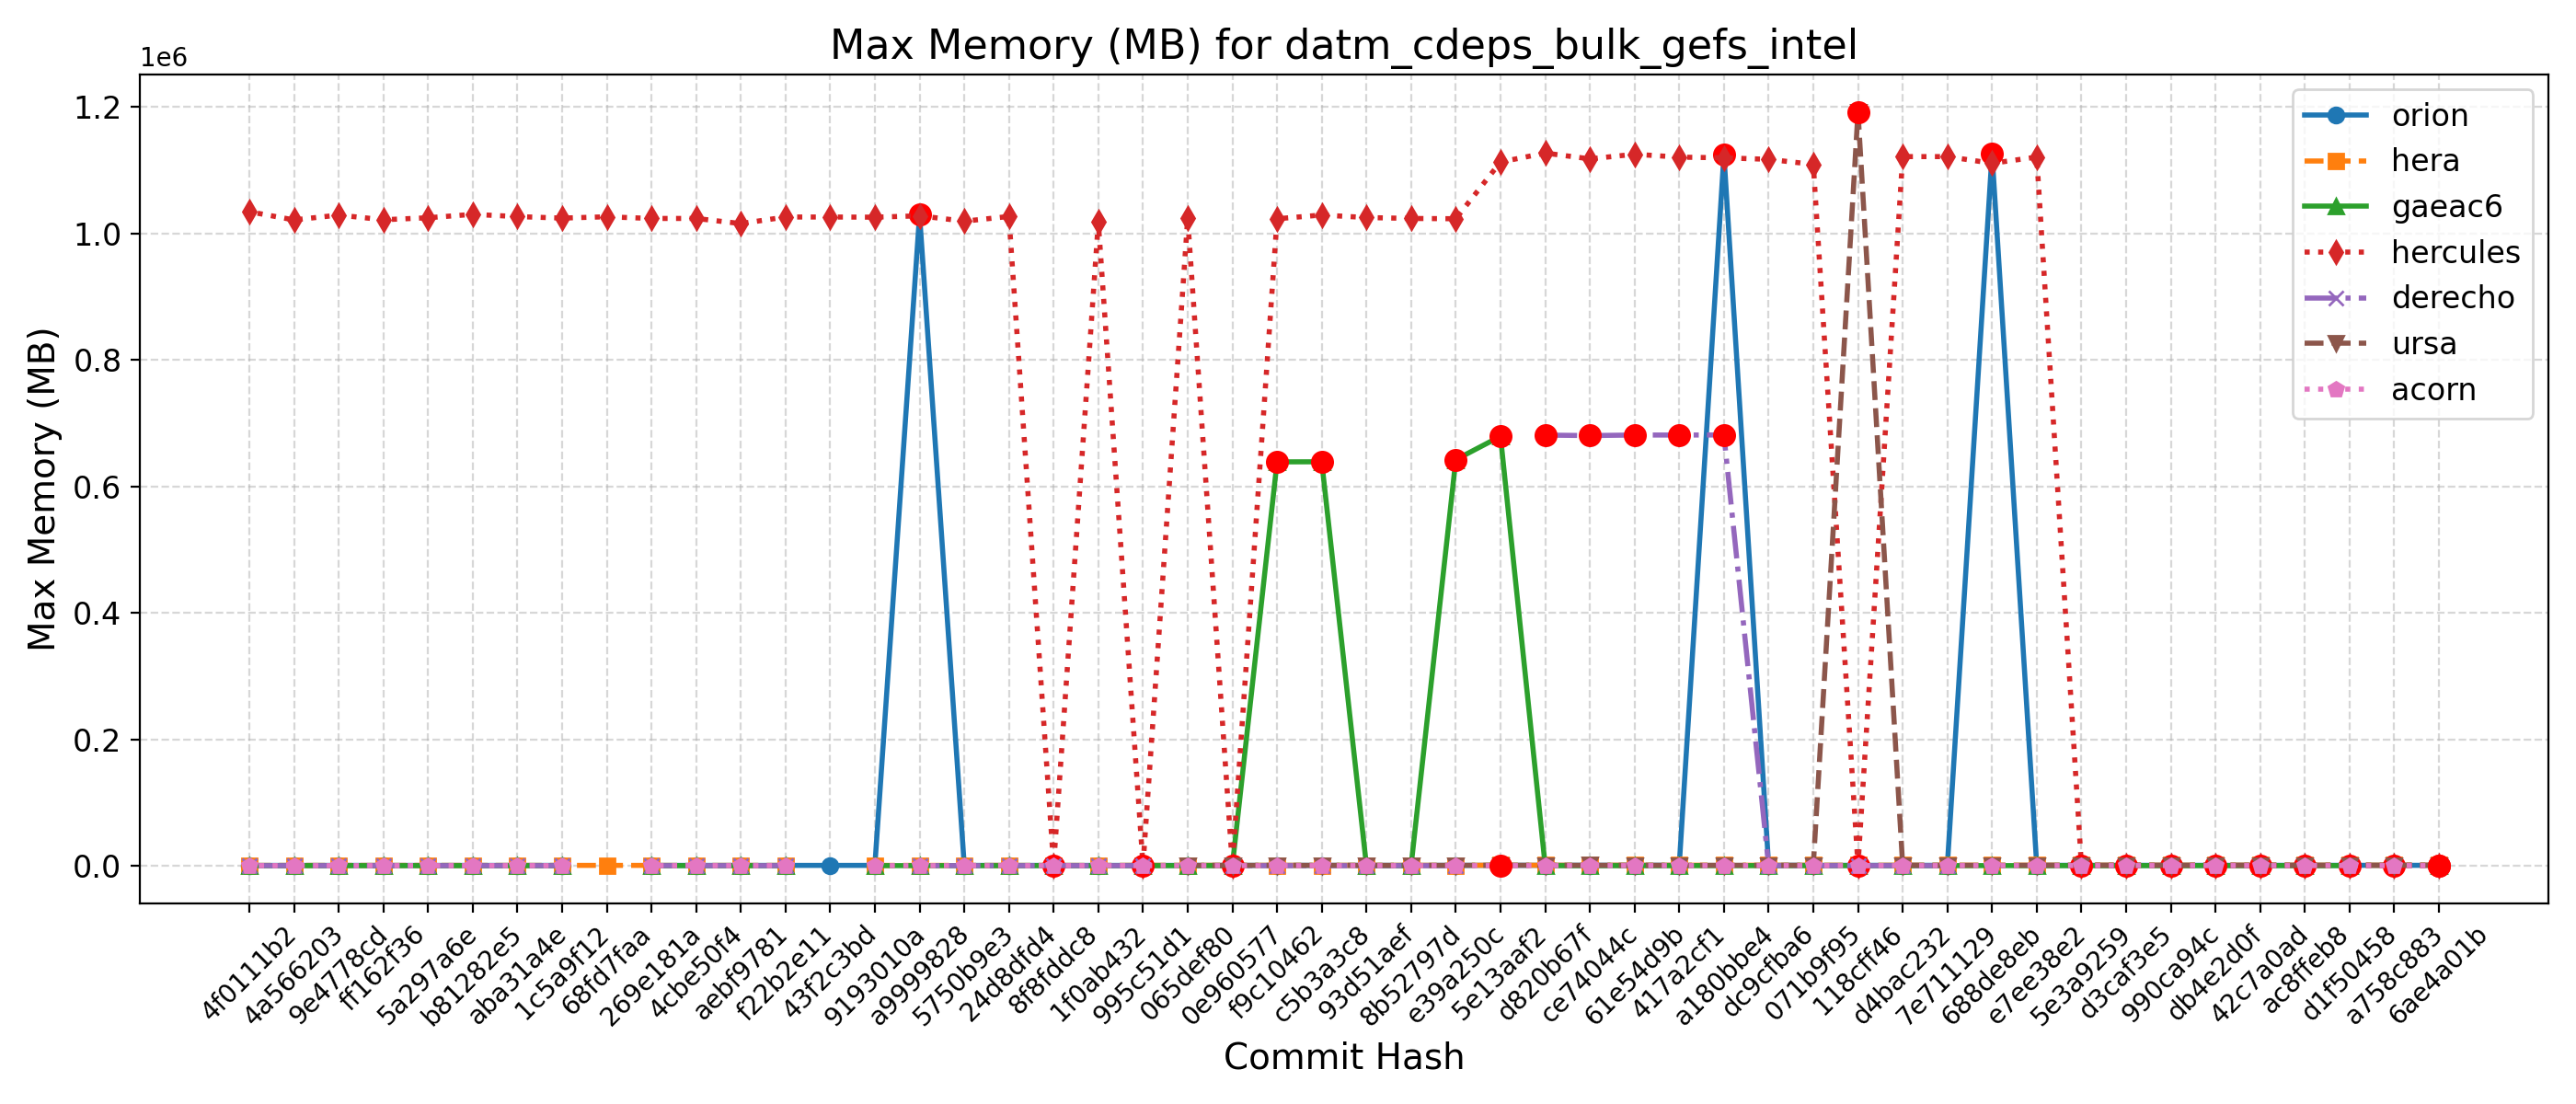 Max Memory (MB) for datm_cdeps_bulk_gefs_intel
1e6
1.2
1.0
0.8
0.6
0.4
0.2
0.0
Max Memory (MB)
orion
hera
gaeac6
hercules
derecho
ursa
acorn
4f0111b2
4a566203
9e4778cd
ff162f36
5a297a6e
b81282e5
aba31a4e
1c5a9f12
68fd7faa
269e181a
4cbe50f4
aebf9781
f22b2e11
43f2c3bd
9193010a
a9999828
5750b9e3
24d8dfd4
8f8fddc8
1f0ab432
995c51d1
065def80
0e960577
f9c10462
c5b3a3c8
93d51aef
8b52797d
e39a250c
5e13aaf2
d820b67f
ce74044c
61e54d9b
417a2cf1
a180bbe4
dc9cfba6
071b9f95
118cff46
d4bac232
7e711129
688de8eb
e7ee38e2
5e3a9259
d3caf3e5
990ca94c
db4e2d0f
42c7a0ad
ac8ffeb8
d1f50458
a758c883
6ae4a01b
Commit Hash